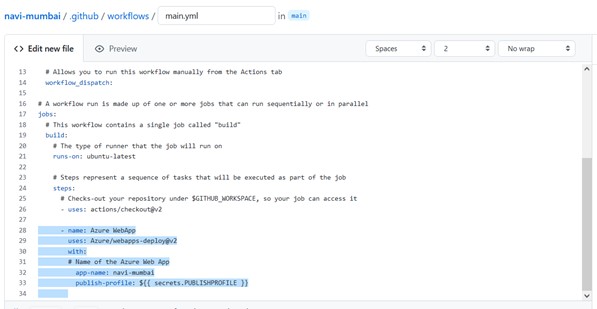 navi-mumbai / .github / workflows / main.yml in main
Edit new file Preview Spaces 2 No wrap
13 # Allows you to run this workflow manually from the Actions tab
14 workflow_dispatch:
15
16 # A workflow run is made up of one or more jobs that can run sequentially or in parallel
17 jobs:
18 # This workflow contains a single job called "build"
19 build:
20 # The type of runner that the job will run on
21 runs-on: ubuntu-latest
22
23 # Steps represent a sequence of tasks that will be executed as part of the job
24 steps:
25 # Checks-out your repository under $GITHUB_WORKSPACE, so your job can access it
26 - uses: actions/checkout@v2
27
28 - name: Azure WebApp
29 uses: Azure/webapps-deploy@v2
30 with:
31 # Name of the Azure Web App
32 app-name: navi-mumbai
33 publish-profile: ${{ secrets.PUBLISHPROFILE }}
34